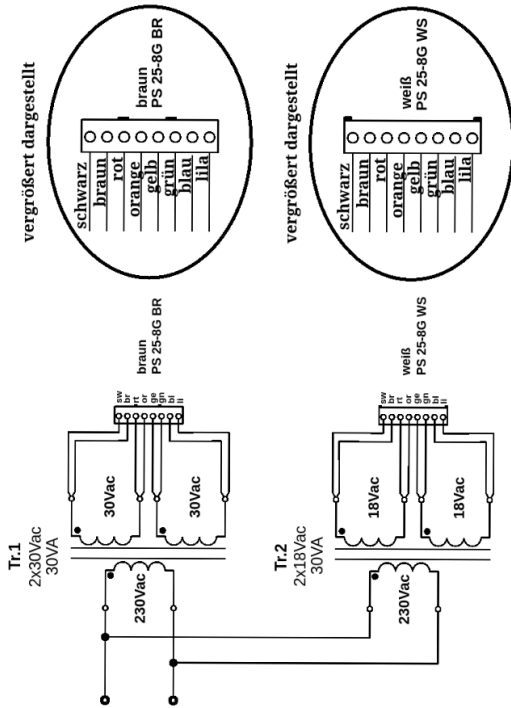 vergrößert dargestellt
schwarz
braun
rot
orange
gelb
grün
blau
lila
braun
PS 25-8G BR
vergrößert dargestellt
schwarz
braun
rot
orange
gelb
grün
blau
lila
weiß
PS 25-8G WS
braun
PS 25-8G BR
sw
br
rt
or
ge
gn
bl
li
weiß
PS 25-8G WS
sw
br
rt
or
ge
gn
bl
li
Tr.1
2x30Vac
30VA
230Vac
30Vac
30Vac
Tr.2
2x18Vac
30VA
230Vac
18Vac
18Vac